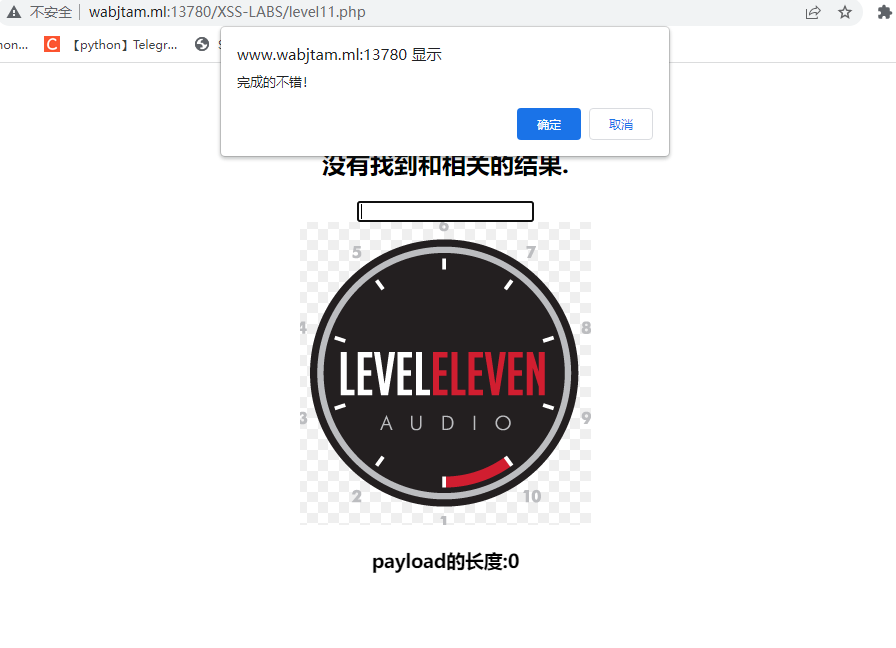 不安全 wabjtam.ml:13780/XSS-LABS/level11.php
【python】Telegr...
www.wabjtam.ml:13780 显示
完成的不错!
确定 取消
没有找到和相关的结果.
6
5 7
4 8
LEVELELEVEN
3 AUDIO 9
2 10
1
payload的长度:0